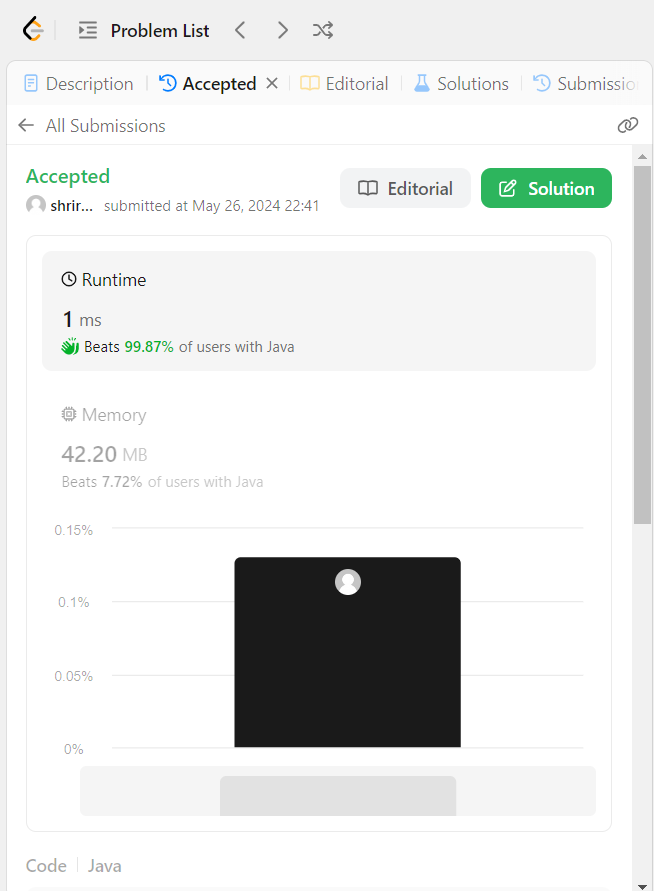 Problem List
Description
Accepted
Editorial
Solutions
Submissio
All Submissions
Accepted
shrir... submitted at May 26, 2024 22:41
Editorial
Solution
Runtime
1 ms
Beats 99.87% of users with Java
Memory
42.20 MB
Beats 7.72% of users with Java
0.15%
0.1%
0.05%
0%
Code
Java